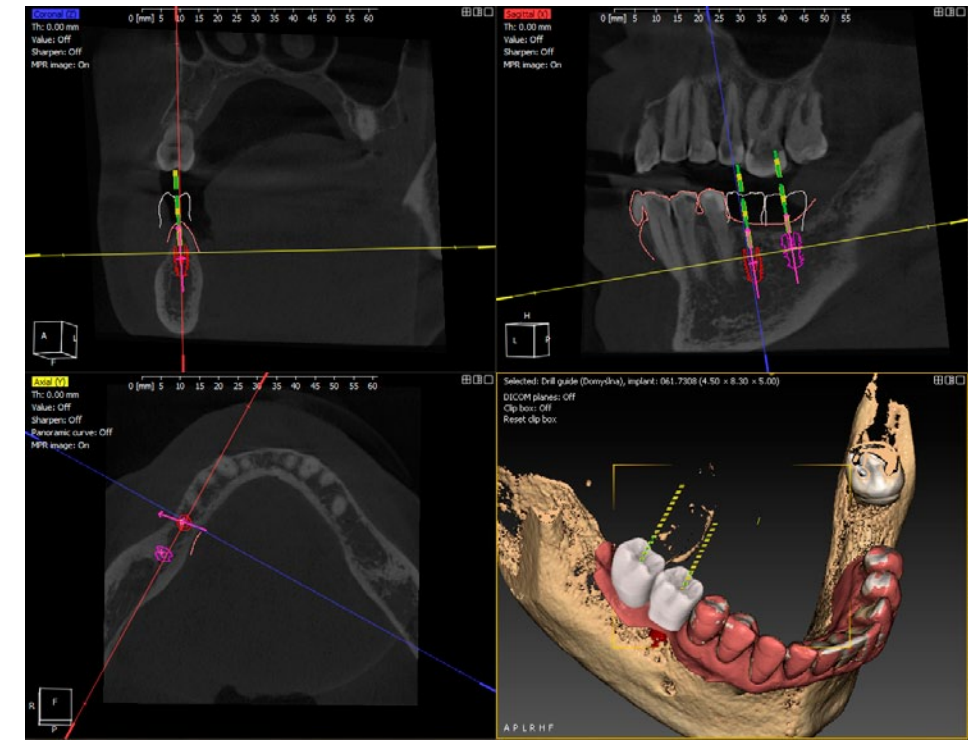 Coronal (Z)
0 [mm] 5 10 15 20 25 30 35 40 45 50 55 60
Th: 0.00 mm
Value: Off
Sharpen: Off
MPR image: On
A L
F
Sagittal (X)
0 [mm] 5 10 15 20 25 30 35 40 45 50 55
Th: 0.00 mm
Value: Off
Sharpen: Off
MPR image: On
H
L P
Axial (Y)
0 [mm] 5 10 15 20 25 30 35 40 45 50 55 60
Th: 0.00 mm
Value: Off
Sharpen: Off
Panoramic curve: Off
MPR image: On
R F
P
Selected: Drill guide (Domyślna), implant: 061.7308 (4.50 × 8.30 × 5.00)
DICOM planes: Off
Clip box: Off
Reset clip box
A P L R H F